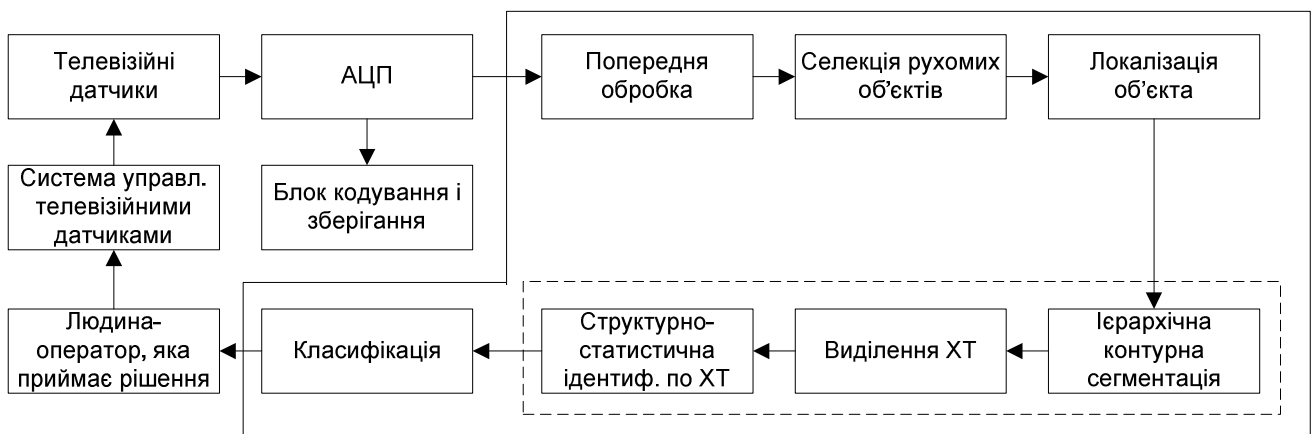 Телевізійні
датчики
АЦП
Попередня
обробка
Селекція рухомих
об’єктів
Локалізація
об’єкта
Система управл.
телевізійними
датчиками
Блок кодування і
зберігання
Людина-
оператор, яка
приймає рішення
Класифікація
Структурно-
статистична
ідентиф. по ХТ
Виділення ХТ
Ієрархічна
контурна
сегментація